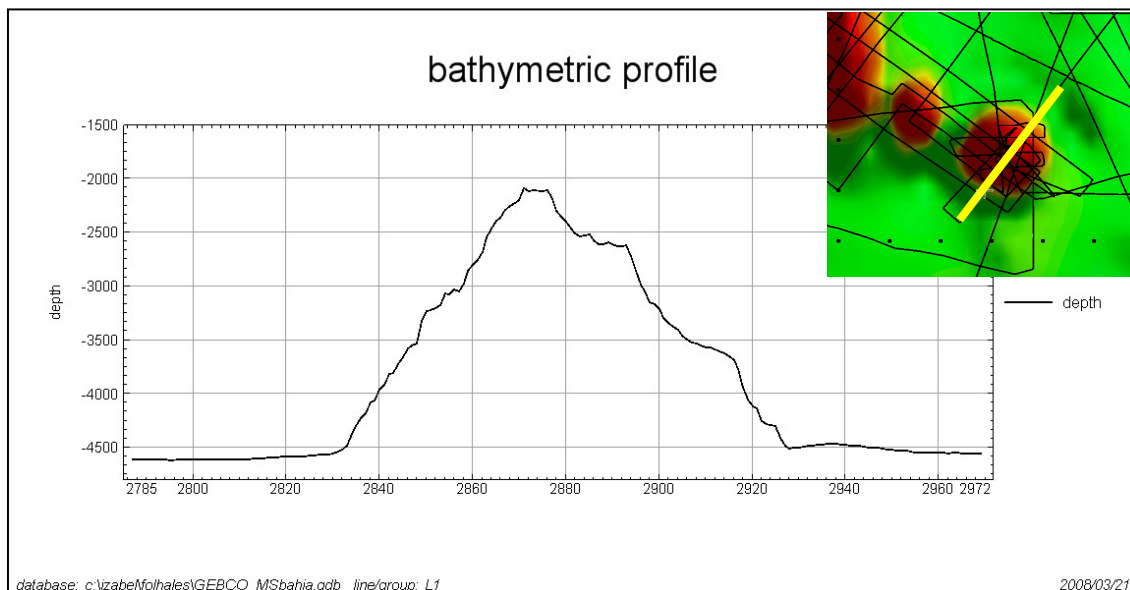 bathymetric profile
-1500
-2000
-2500
-3000
-3500
-4000
-4500
depth
depth
2785 2800 2820 2840 2860 2880 2900 2920 2940 2960 2972
database: c:\izabel\folhales\GEBCO_MSbahia.gdb line/group: L1 2008/03/21